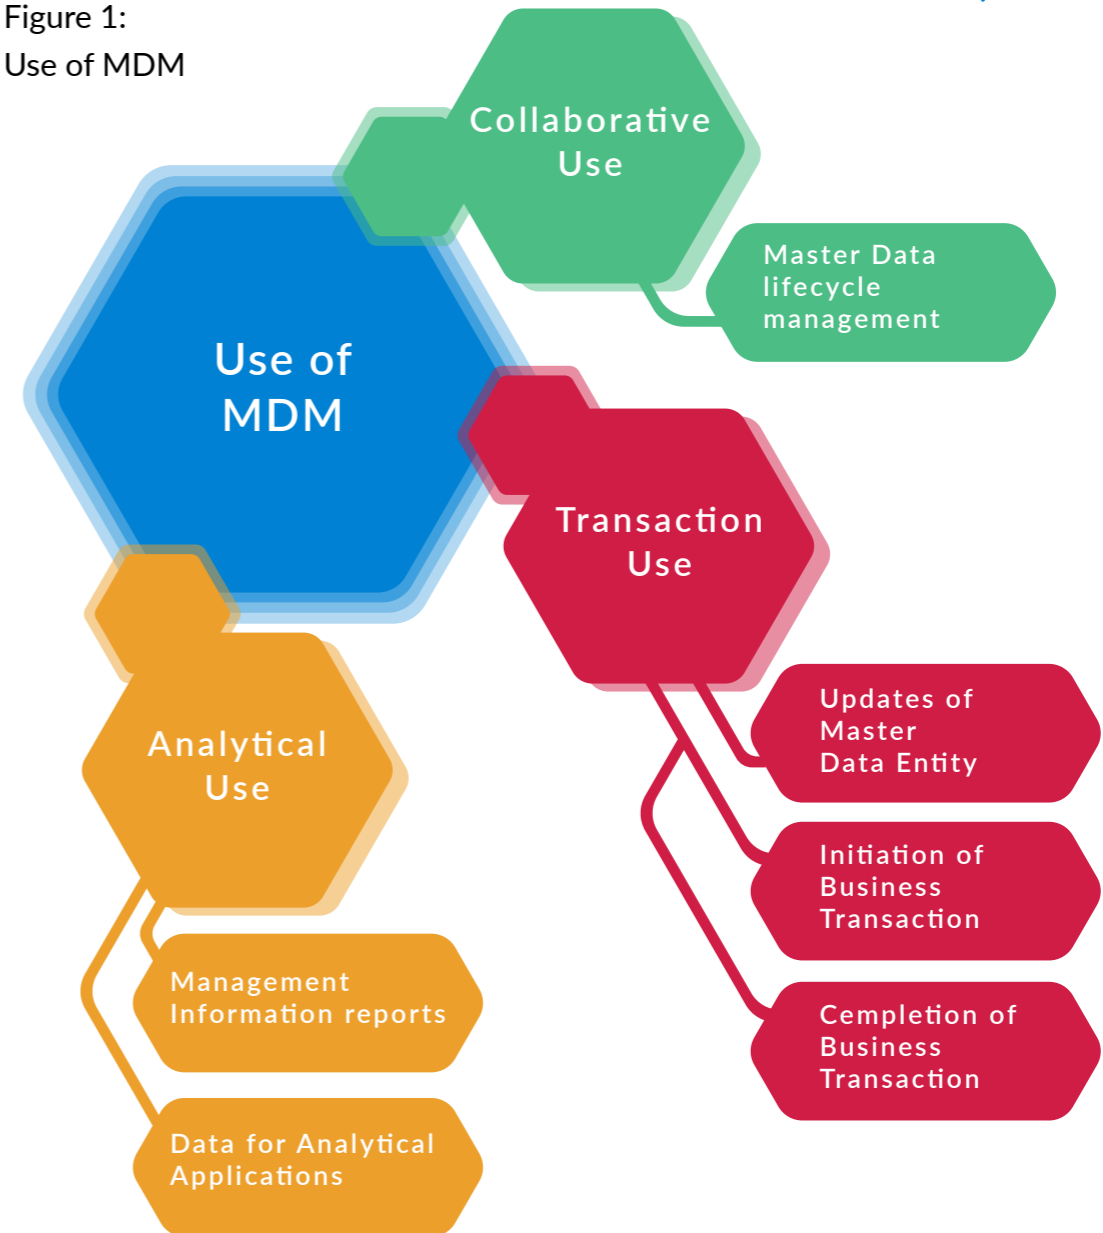 Figure 1:
Use of MDM
Collaborative
Use
Master Data
lifecycle
management
Use of
MDM
Transaction
Use
Updates of
Master
Data Entity
Initiation of
Business
Transaction
Cempletion of
Business
Transaction
Analytical
Use
Management
Information reports
Data for Analytical
Applications